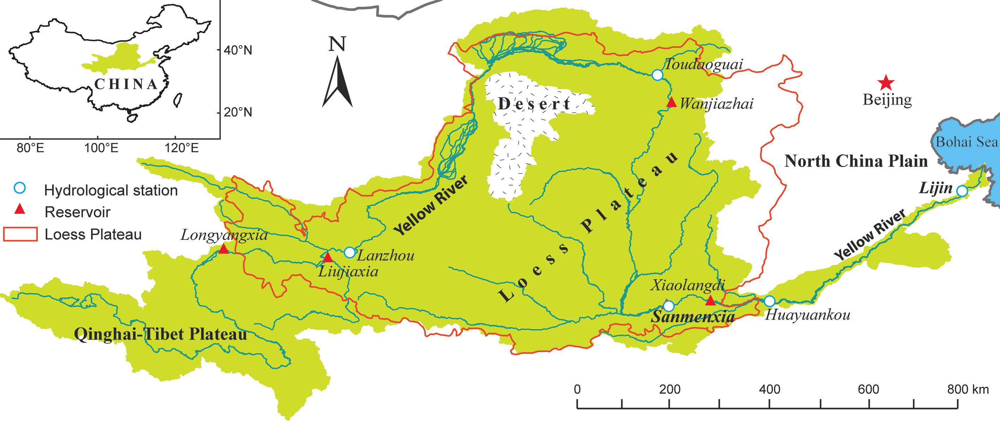 N
40°N
20°N
CHINA
80°E
100°E
120°E
Toudaoguai
Wanjiazhai
Desert
Beijing
Bohai Sea
North China Plain
Lijin
Yellow River
Hydrological station
Reservoir
Loess Plateau
Longyangxia
Lanzhou
Liujiaxia
Loess Plateau
Yellow River
Xiaolangdi
Sanmenxia
Huayuankou
Qinghai-Tibet Plateau
0 200 400 600 800 km